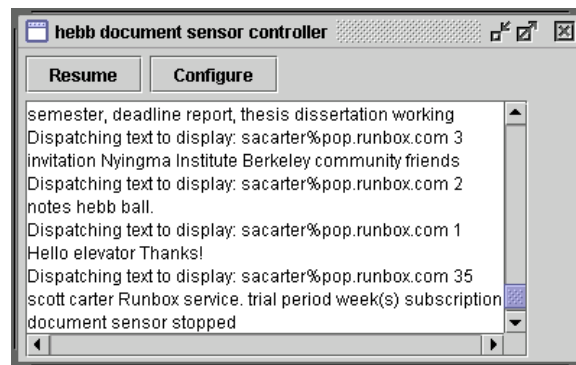 hebb document sensor controller
Resume Configure
semester, deadline report, thesis dissertation working
Dispatching text to display: sacarter%pop.runbox.com 3
invitation Nyingma Institute Berkeley community friends
Dispatching text to display: sacarter%pop.runbox.com 2
notes hebb ball.
Dispatching text to display: sacarter%pop.runbox.com 1
Hello elevator Thanks!
Dispatching text to display: sacarter%pop.runbox.com 35
scott carter Runbox service. trial period week(s) subscription
document sensor stopped